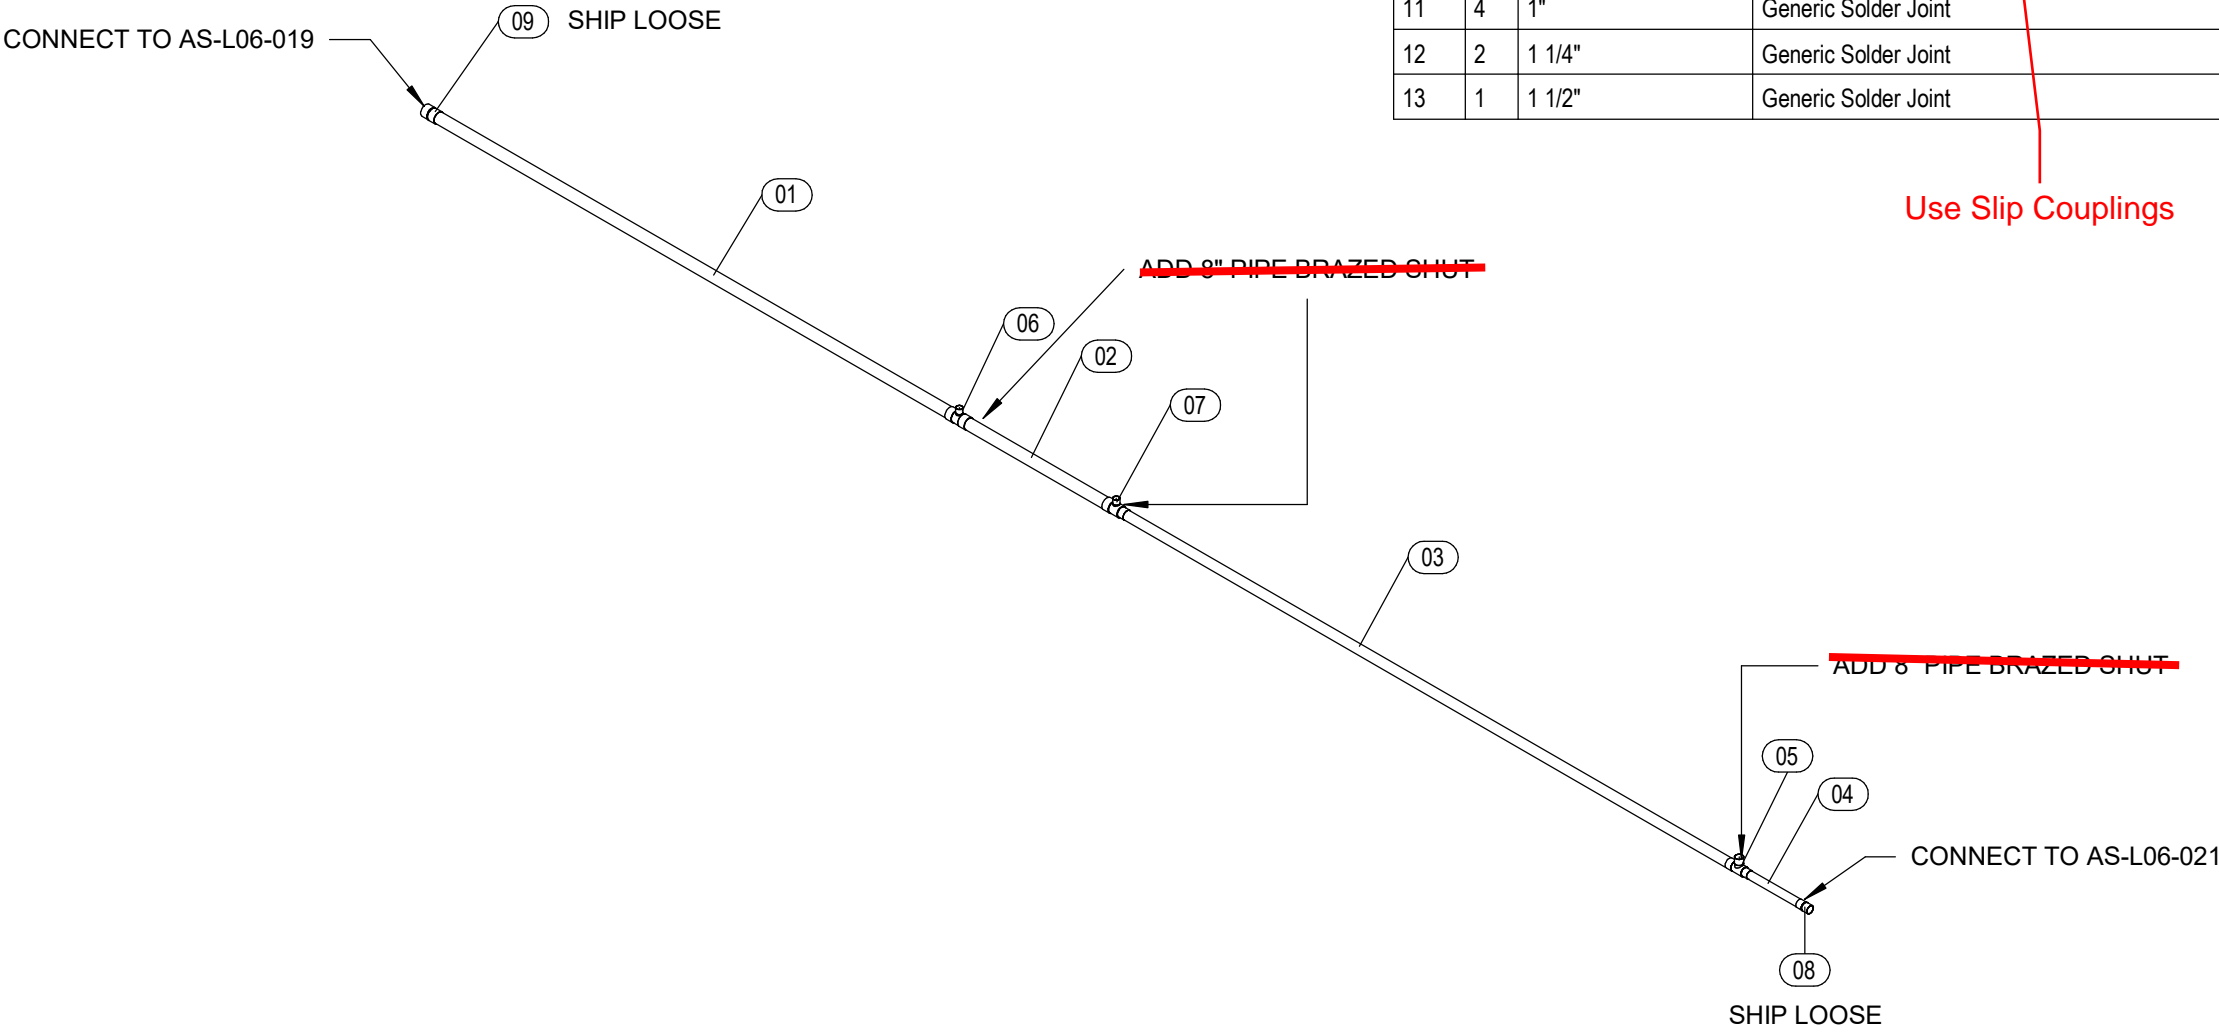 11 4 1" Generic Solder Joint
12 2 1 1/4" Generic Solder Joint
13 1 1 1/2" Generic Solder Joint
Use Slip Couplings
09 SHIP LOOSE
CONNECT TO AS-L06-019
01
ADD 8" PIPE BRAZED SHUT
06
02
07
03
ADD 8" PIPE BRAZED SHUT
05
04
CONNECT TO AS-L06-021
08
SHIP LOOSE